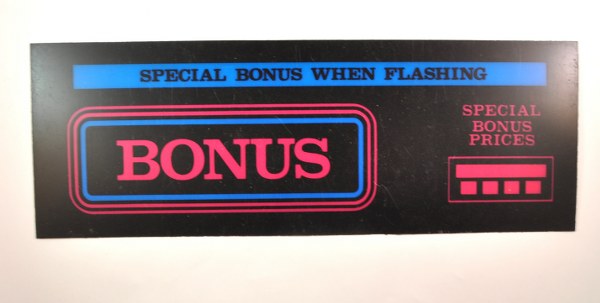 SPECIAL BONUS WHEN FLASHING
BONUS
SPECIAL
BONUS
PRICES